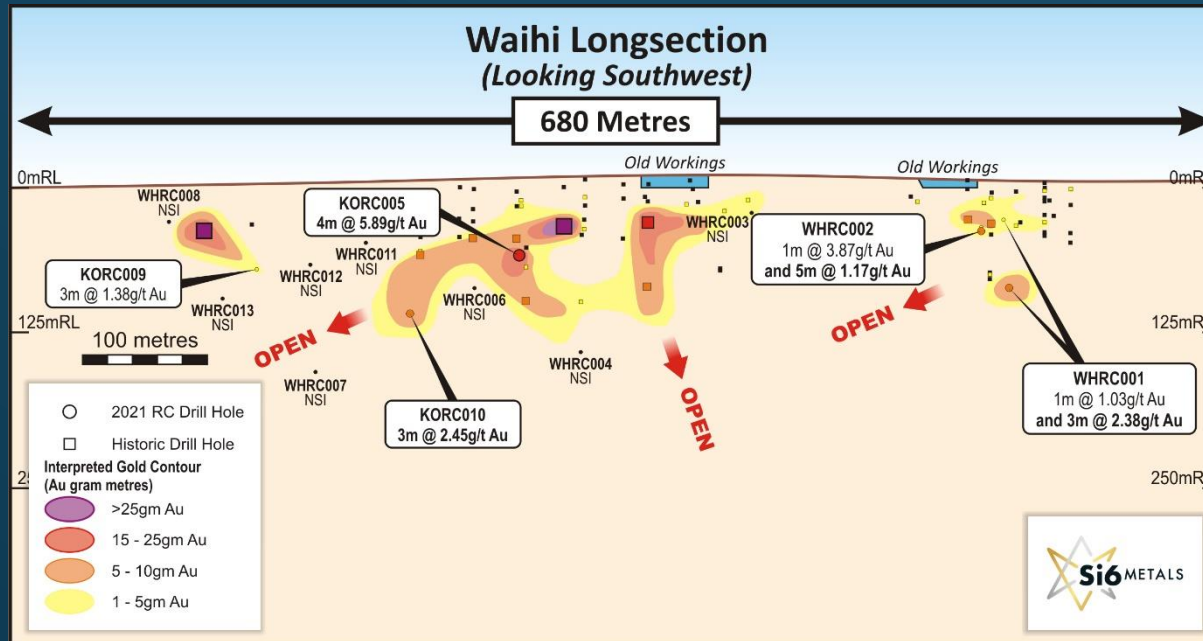 Waihi Longsection
(Looking Southwest)
680 Metres
Old Workings
Old Workings
0mRL
0mR
WHRC008
NSI
KORC005
4m @ 5.89g/t Au
WHRC003
NSI
WHRC002
1m @ 3.87g/t Au
and 5m @ 1.17g/t Au
WHRC011
NSI
KORC009
3m @ 1.38g/t Au
WHRC012
NSI
WHRC006
NSI
WHRC013
NSI
OPEN
OPEN
125mRL
125mR
100 metres
WHRC004
NSI
WHRC007
NSI
OPEN
WHRC001
1m @ 1.03g/t Au
and 3m @ 2.38g/t Au
KORC010
3m @ 2.45g/t Au
2021 RC Drill Hole
Historic Drill Hole
Interpreted Gold Contour
(Au gram metres)
>25gm Au
15 - 25gm Au
5 - 10gm Au
1 - 5gm Au
250mR
Si6 METALS